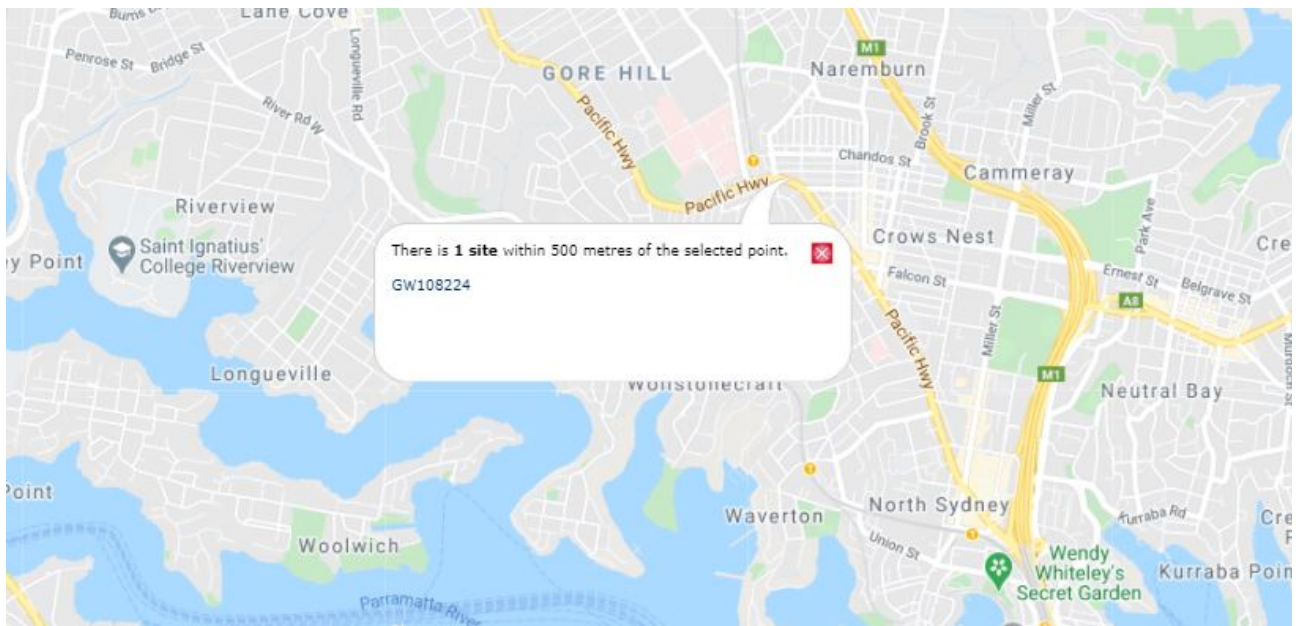 Lane Cove
Burns
Penrose St
Bridge St
Longueville Rd
River Rd W
GORE HILL
Pacific Hwy
M1
Naremburn
Brook St
Miller St
Chandos St
Cammeray
Pacific Hwy
Park Ave
Riverview
Saint Ignatius'
College Riverview
y Point
There is 1 site within 500 metres of the selected point.
GW108224
Crows Nest
Cre
Falcon St
Ernest St
Belgrave St
A8
Pacific Hwy
Miller St
Murdoch St
M1
Longueville
Neutral Bay
Point
Waverton
North Sydney
Kurraba Rd
Cre
Woolwich
Union St
Wendy
Whiteley's
Secret Garden
Kurraba Poin
Parramatta River